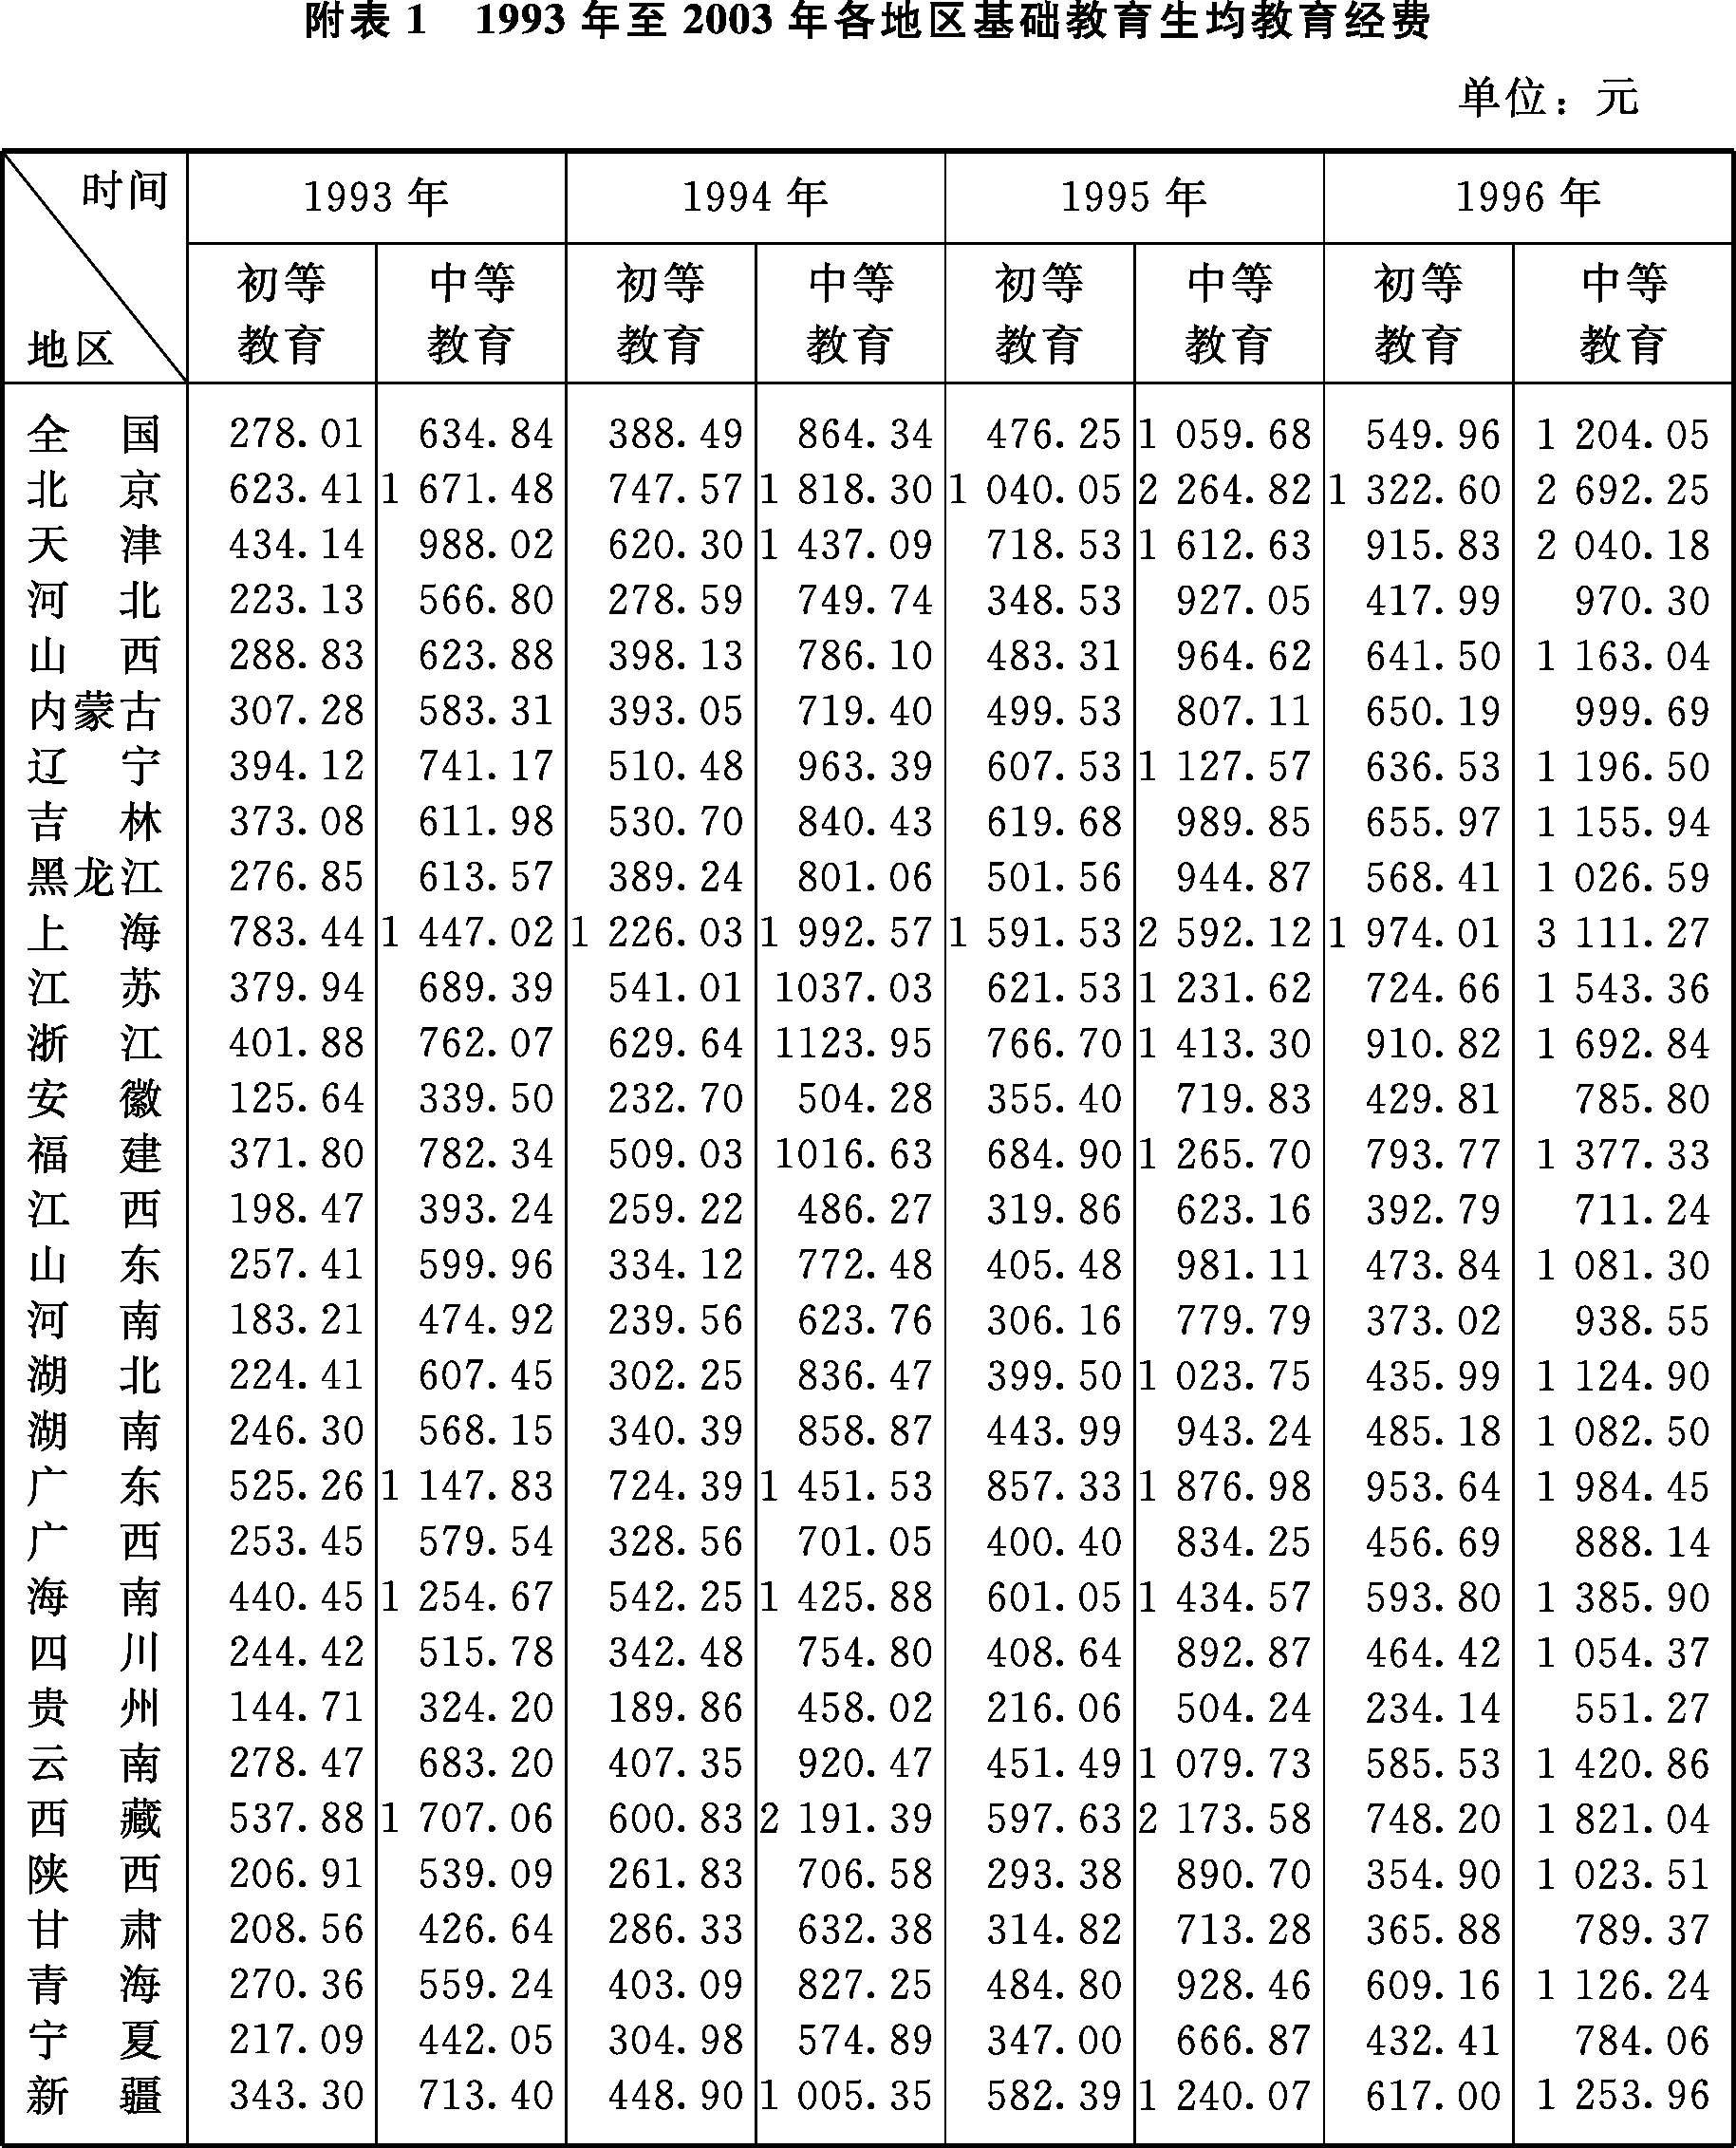 附表 1 1993 年至 2003 年各地区基础教育生均教育经费
单位：元
时间 1993 年 1994 年 1995 年 1996 年
初等 中等 初等 中等 初等 中等 初等 中等
地区 教育 教育 教育 教育 教育 教育 教育 教育
全国 278.01 634.84 388.49 864.34 476.25 1 059.68 549.96 1 204.05
北京 623.41 1 671.48 747.57 1 818.30 1 040.05 2 264.82 1 322.60 2 692.25
天津 434.14 988.02 620.30 1 437.09 718.53 1 612.63 915.83 2 040.18
河北 223.13 566.80 278.59 749.74 348.53 927.05 417.99 970.30
山西 288.83 623.88 398.13 786.10 483.31 964.62 641.50 1 163.04
内蒙古 307.28 583.31 393.05 719.40 499.53 807.11 650.19 999.69
辽宁 394.12 741.17 510.48 963.39 607.53 1 127.57 636.53 1 196.50
吉林 373.08 611.98 530.70 840.43 619.68 989.85 655.97 1 155.94
黑龙江 276.85 613.57 389.24 801.06 501.56 944.87 568.41 1 026.59
上海 783.44 1 447.02 1 226.03 1 992.57 1 591.53 2 592.12 1 974.01 3 111.27
江苏 379.94 689.39 541.01 1037.03 621.53 1 231.62 724.66 1 543.36
浙江 401.88 762.07 629.64 1123.95 766.70 1 413.30 910.82 1 692.84
安徽 125.64 339.50 232.70 504.28 355.40 719.83 429.81 785.80
福建 371.80 782.34 509.03 1016.63 684.90 1 265.70 793.77 1 377.33
江西 198.47 393.24 259.22 486.27 319.86 623.16 392.79 711.24
山东 257.41 599.96 334.12 772.48 405.48 981.11 473.84 1 081.30
河南 183.21 474.92 239.56 623.76 306.16 779.79 373.02 938.55
湖北 224.41 607.45 302.25 836.47 399.50 1 023.75 435.99 1 124.90
湖南 246.30 568.15 340.39 858.87 443.99 943.24 485.18 1 082.50
广东 525.26 1 147.83 724.39 1 451.53 857.33 1 876.98 953.64 1 984.45
广西 253.45 579.54 328.56 701.05 400.40 834.25 456.69 888.14
海南 440.45 1 254.67 542.25 1 425.88 601.05 1 434.57 593.80 1 385.90
四川 244.42 515.78 342.48 754.80 408.64 892.87 464.42 1 054.37
贵州 144.71 324.20 189.86 458.02 216.06 504.24 234.14 551.27
云南 278.47 683.20 407.35 920.47 451.49 1 079.73 585.53 1 420.86
西藏 537.88 1 707.06 600.83 2 191.39 597.63 2 173.58 748.20 1 821.04
陕西 206.91 539.09 261.83 706.58 293.38 890.70 354.90 1 023.51
甘肃 208.56 426.64 286.33 632.38 314.82 713.28 365.88 789.37
青海 270.36 559.24 403.09 827.25 484.80 928.46 609.16 1 126.24
宁夏 217.09 442.05 304.98 574.89 347.00 666.87 432.41 784.06
新疆 343.30 713.40 448.90 1 005.35 582.39 1 240.07 617.00 1 253.96